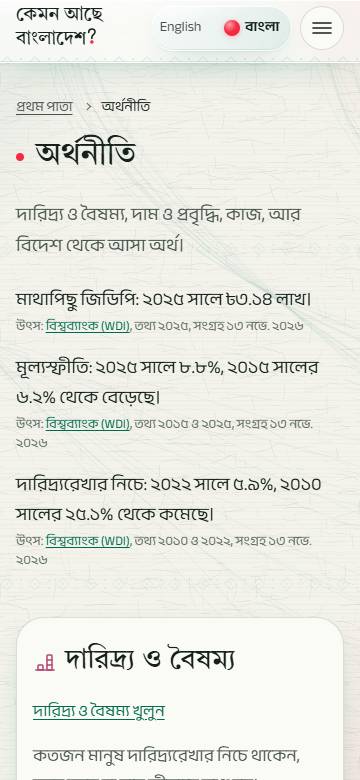 কেমন আছে
বাংলাদেশ?
English
বাংলা
প্রথম পাতা > অর্থনীতি
অর্থনীতি
দারিদ্র্য ও বৈষম্য, দাম ও প্রবৃদ্ধি, কাজ, আর
বিদেশ থেকে আসা অর্থ।
মাথাপিছু জিডিপি: ২০২৫ সালে ৳৩.১৪ লাখ।
উৎস: বিশ্বব্যাংক (WDI), তথ্য ২০২৫, সংগ্রহ ১৩ নভে. ২০২৬
মূল্যস্ফীতি: ২০২৫ সালে ৮.৮%, ২০১৫ সালের
৬.২% থেকে বেড়েছে।
উৎস: বিশ্বব্যাংক (WDI), তথ্য ২০১৫ ও ২০২৫, সংগ্রহ ১৩ নভে.
২০২৬
দারিদ্র্যরেখার নিচে: ২০২২ সালে ৫.৯%, ২০১০
সালের ২৫.১% থেকে কমেছে।
উৎস: বিশ্বব্যাংক (WDI), তথ্য ২০১০ ও ২০২২, সংগ্রহ ১৩ নভে.
২০২৬
দারিদ্র্য ও বৈষম্য
দারিদ্র্য ও বৈষম্য খুলুন
কতজন মানুষ দারিদ্র্যরেখার নিচে থাকেন,